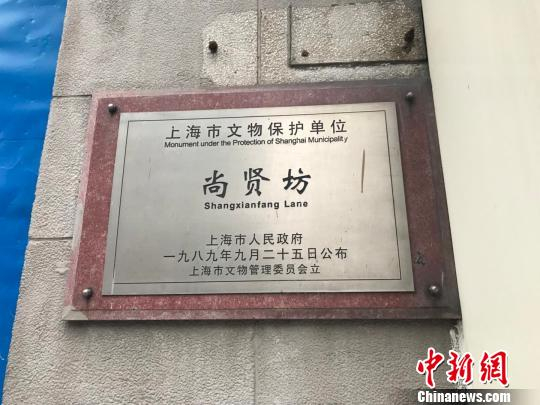 上海市文物保护单位
Monument under the Protection of Shanghai Municipality
尚贤坊
Shangxianfang Lane
上海市人民政府
一九八九年九月二十五日公布
上海市文物管理委员会立
中新网
Chinanews.com